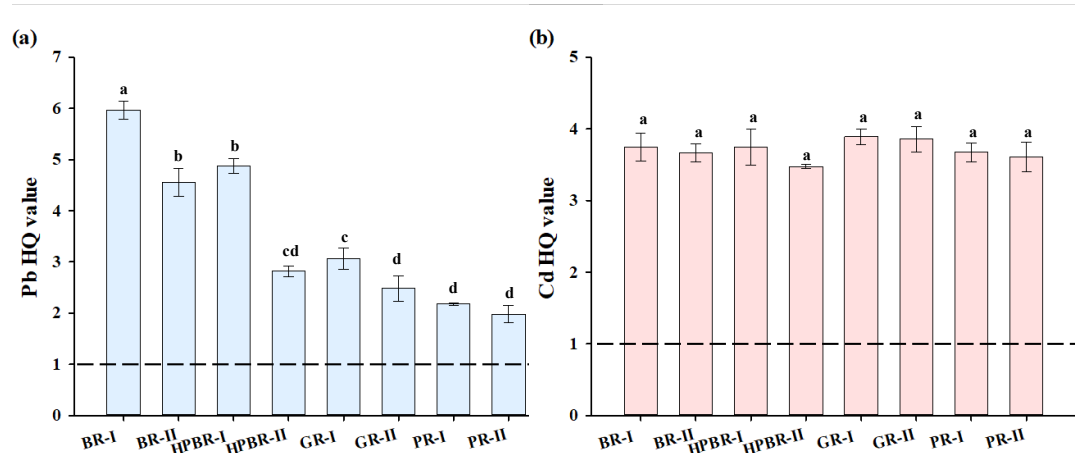 (a)
Pb HQ value
7
6
5
4
3
2
1
0
a
b
b
cd
c
d
d
d
BR-I
BR-II
HPBR-I
HPBR-II
GR-I
GR-II
PR-I
PR-II
(b)
Cd HQ value
5
4
3
2
1
0
a
a
a
a
a
a
a
a
BR-I
BR-II
HPBR-I
HPBR-II
GR-I
GR-II
PR-I
PR-II